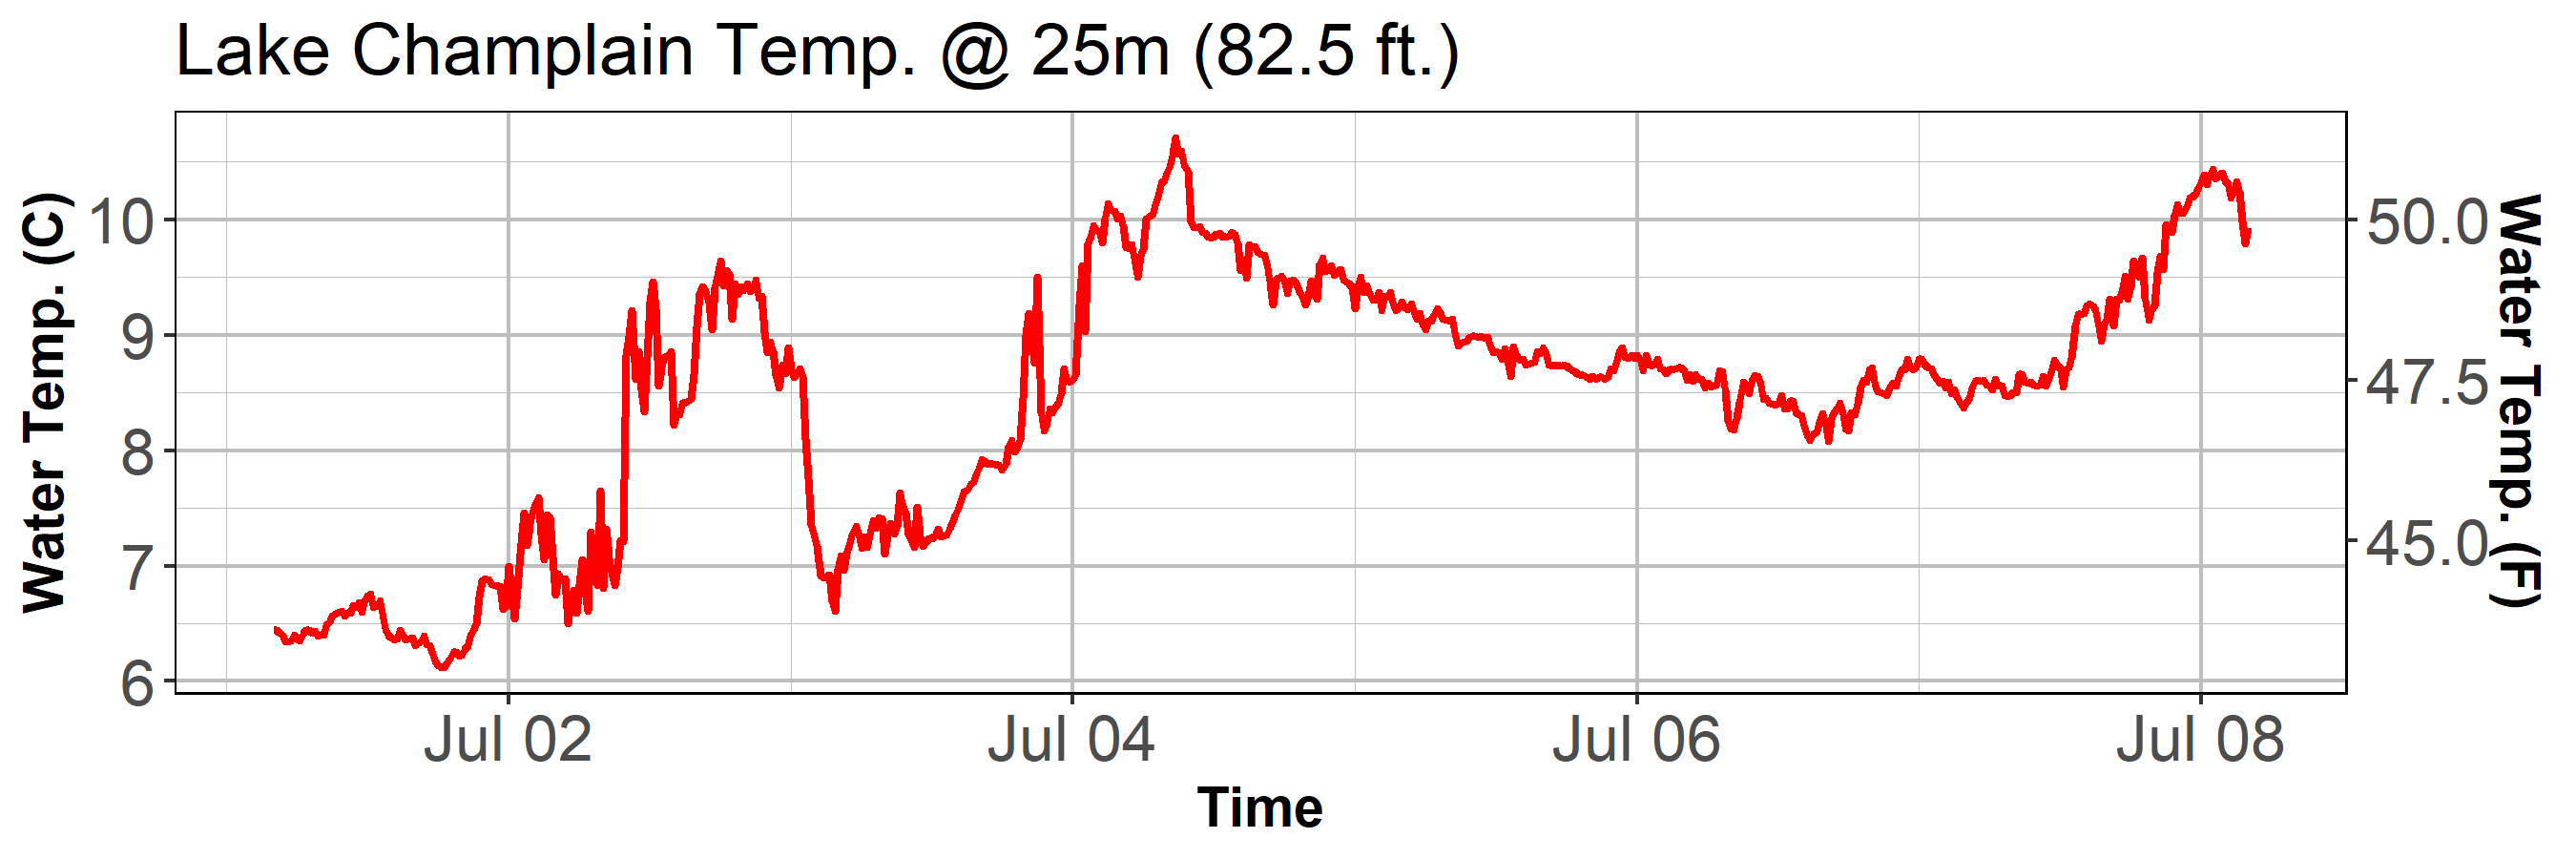 Lake Champlain Temp. @ 25m (82.5 ft.)
Water Temp. (C)
10
9
8
7
6
50.0
47.5
45.0
Water Temp. (F)
Jul 02
Jul 04
Jul 06
Jul 08
Time